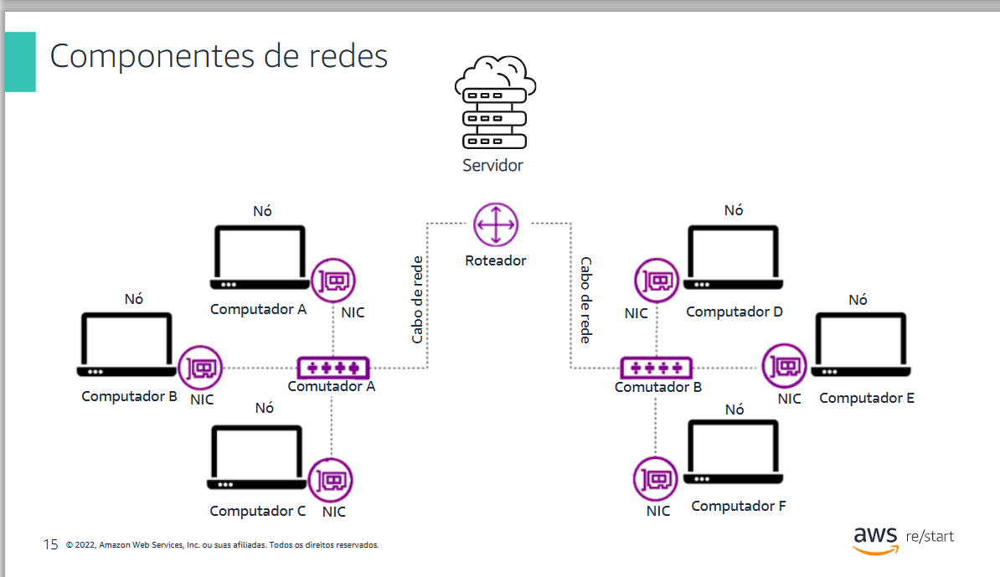 Componentes de redes
Servidor
Nó
Computador A
NIC
Nó
Computador B
NIC
Comutador A
Nó
Computador C
NIC
Cabo de rede
Roteador
Cabo de rede
Nó
NIC
Computador D
Nó
NIC
Computador E
Comutador B
Nó
NIC
Computador F
15 © 2022, Amazon Web Services, Inc. ou suas afiliadas. Todos os direitos reservados.
aws re/start